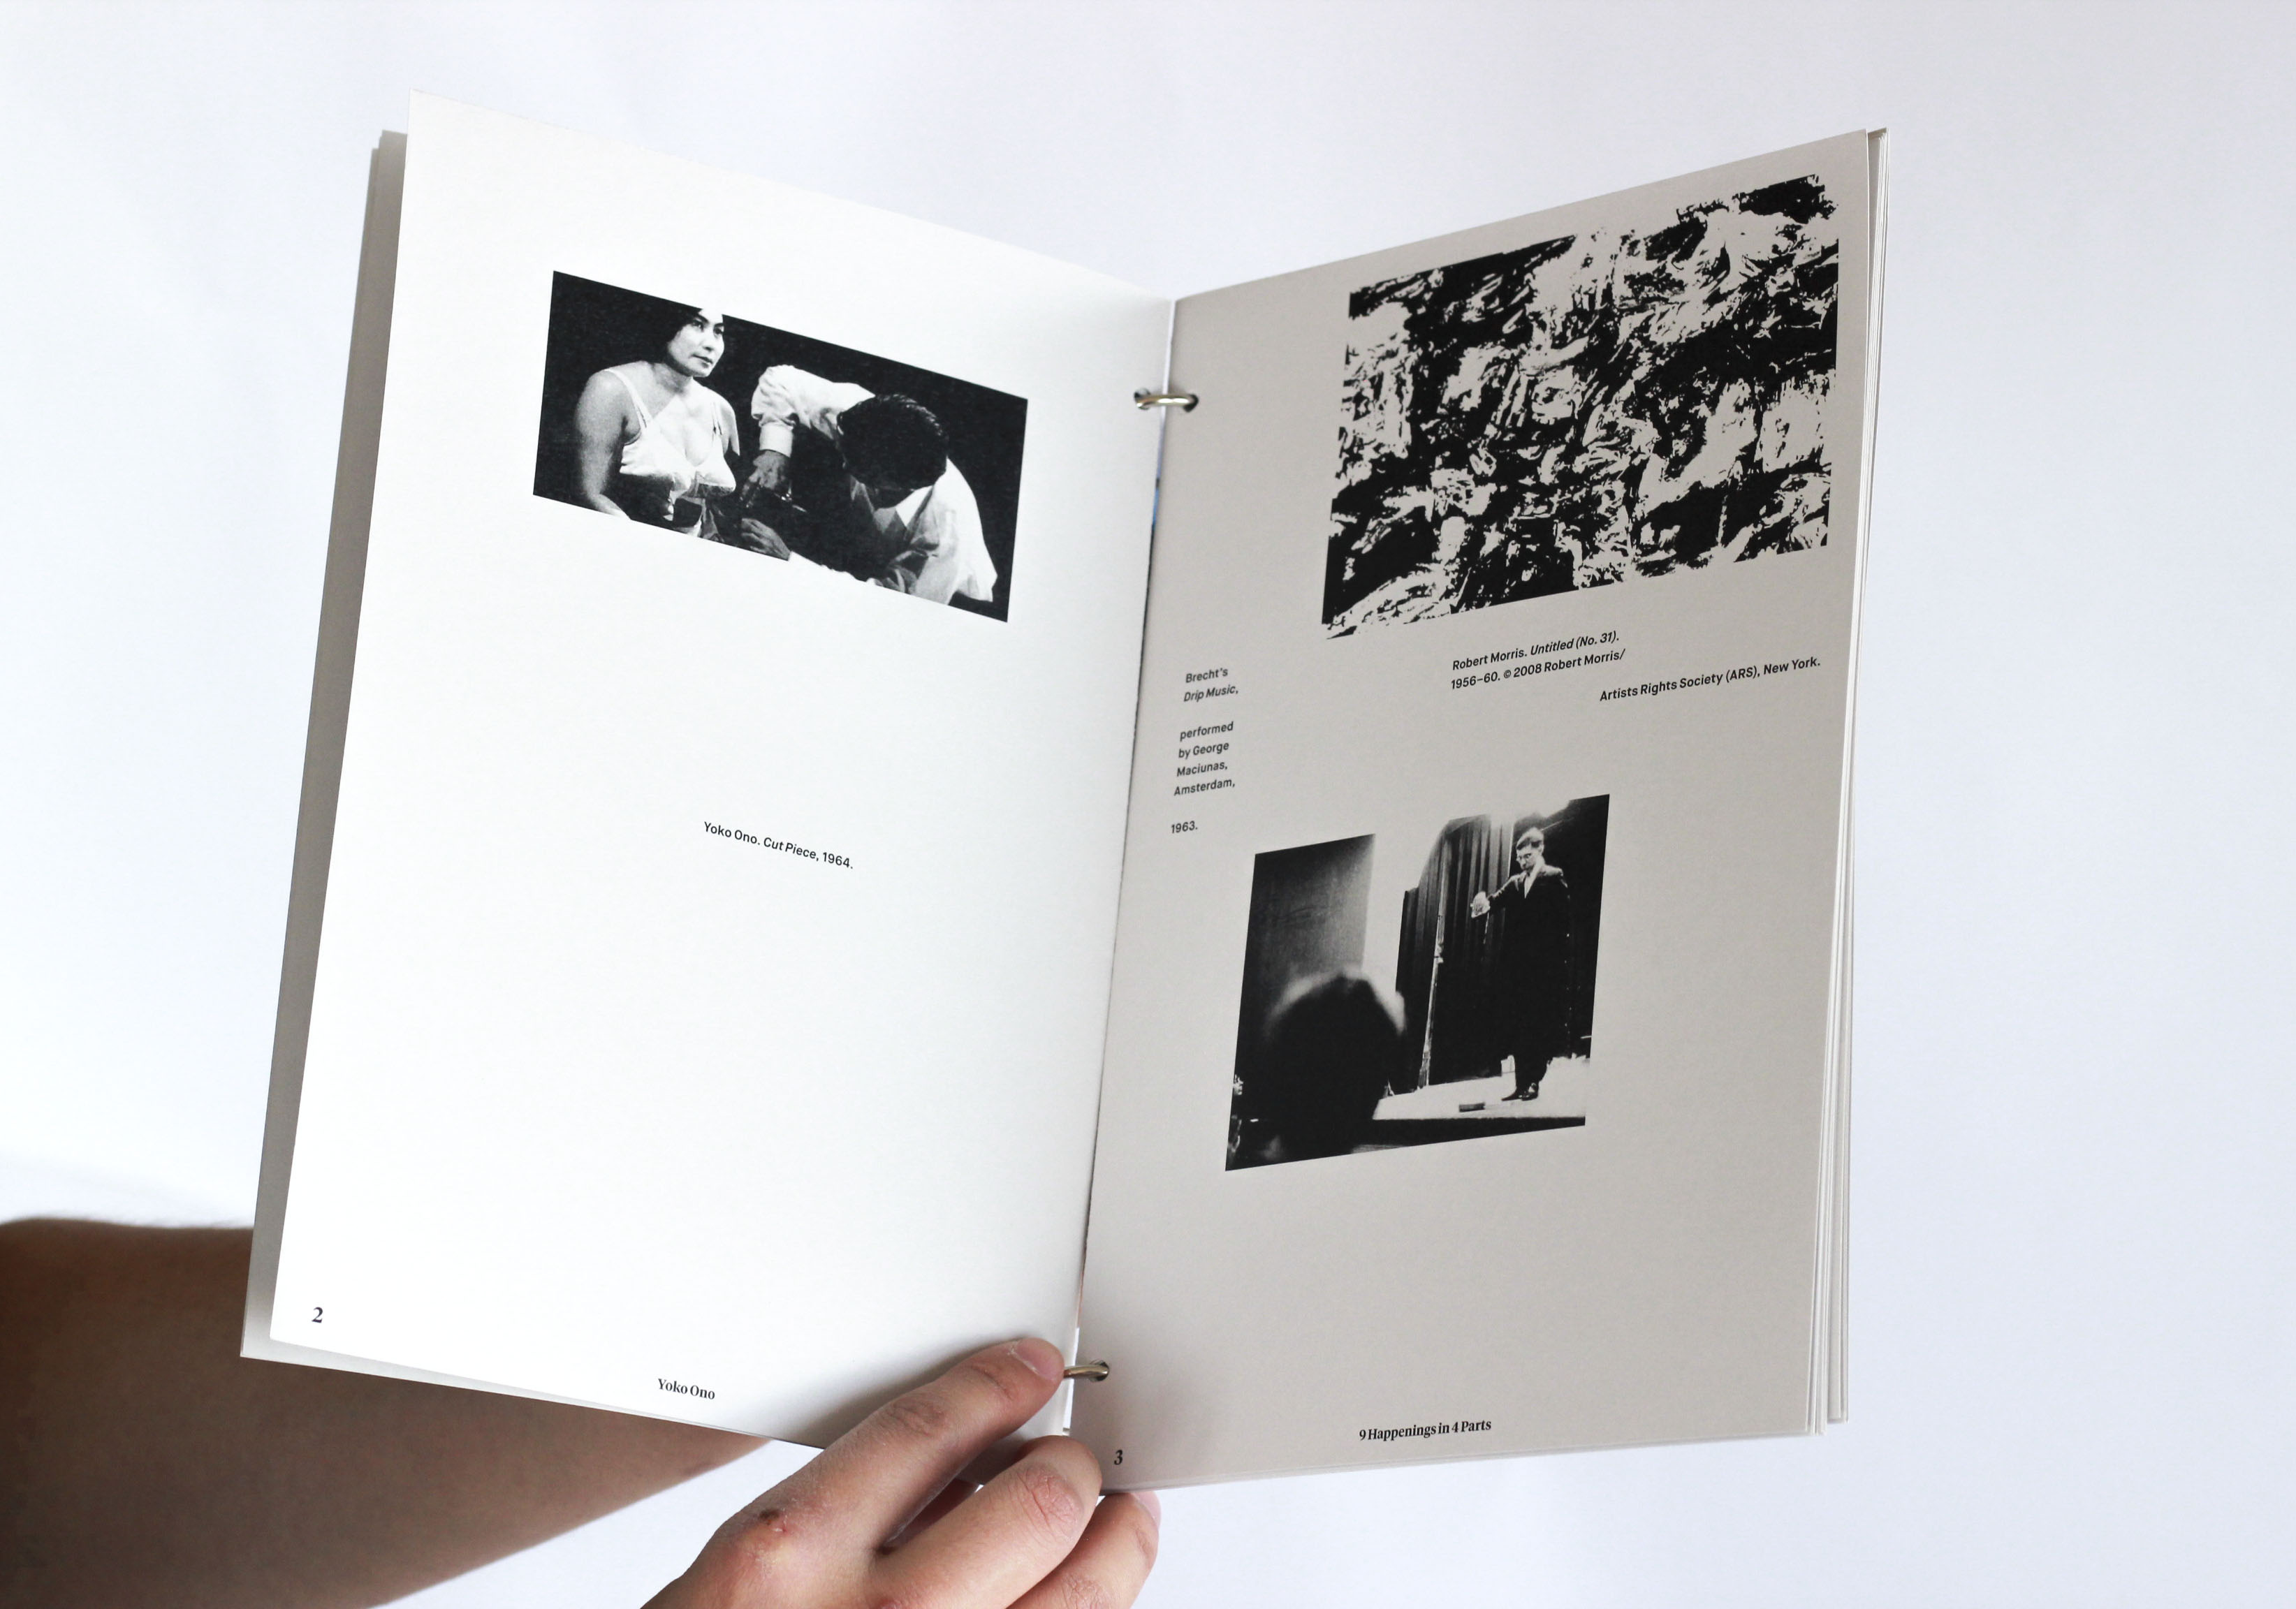 Yoko Ono. Cut Piece, 1964.
2
Yoko Ono
Robert Morris. Untitled (No. 31).
1956–60. © 2008 Robert Morris/
Artists Rights Society (ARS), New York.
Brecht's
Drip Music,
performed
by George
Maciunas,
Amsterdam,
1963.
3
9 Happenings in 4 Parts